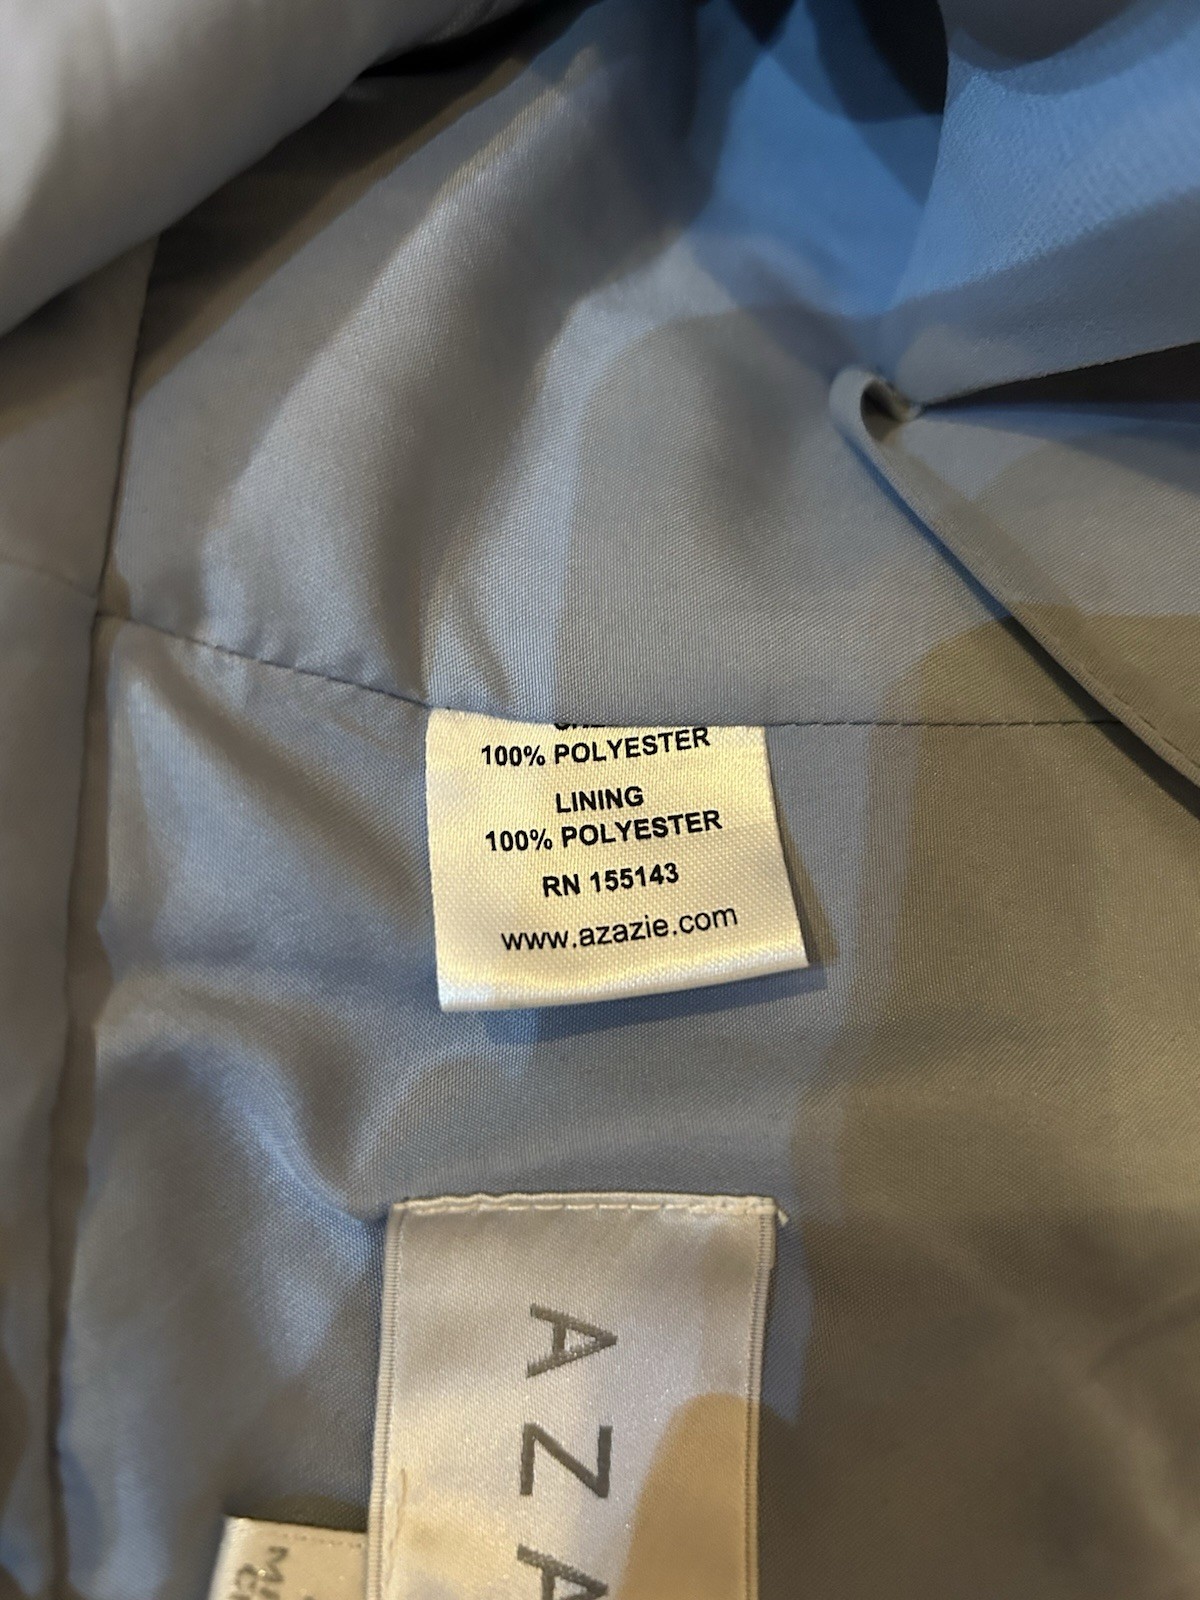 100% POLYESTER
LINING
100% POLYESTER
RN 155143
www.azazie.com
AZA